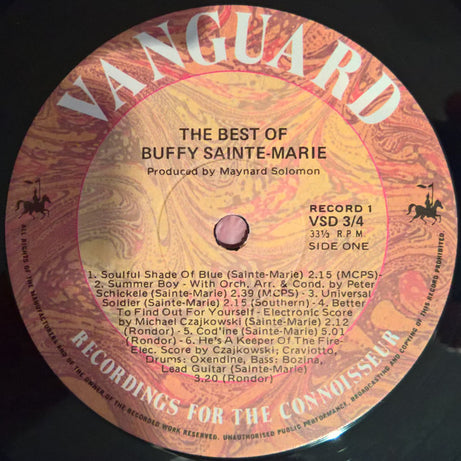 VANGUARD
THE BEST OF
BUFFY SAINTE-MARIE
Produced by Maynard Solomon
RECORD 1
VSD 3/4
33⅓ R.P.M.
SIDE ONE
1. Soulful Shade Of Blue (Sainte-Marie) 2.15 (MCPS)-
2. Summer Boy - With Orch. Arr. & Cond. by Peter
Schickele (Sainte-Marie) 2.39 (MCPS) - 3. Universal
Soldier (Sainte-Marie) 2.15 (Southern) - 4. Better
To Find Out For Yourself - Electronic Score
by Michael Czajkowski (Sainte-Marie) 2.12
(Rondor) - 5. Cod'ine (Sainte-Marie) 5.01
(Rondor) - 6. He's A Keeper Of The Fire-
Elec. Score by Czajkowski; Craviotto,
Drums: Oxendine, Bass: Bozina,
Lead Guitar (Sainte-Marie)
3.20 (Rondor)
RECORDINGS FOR THE CONNOISSEUR
ALL RIGHTS OF THE MANUFACTURER AND OF THE OWNER OF THE RECORDED WORK RESERVED. UNAUTHORISED PUBLIC PERFORMANCE, BROADCASTING AND COPYING OF THIS RECORD PROHIBITED.